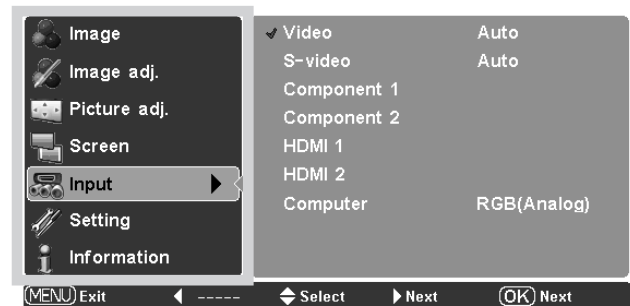 Image
Image adj.
Picture adj.
Screen
Input
Setting
Information
Video Auto
S-video Auto
Component 1
Component 2
HDMI 1
HDMI 2
Computer RGB(Analog)
MENU Exit ----- Select Next OK Next